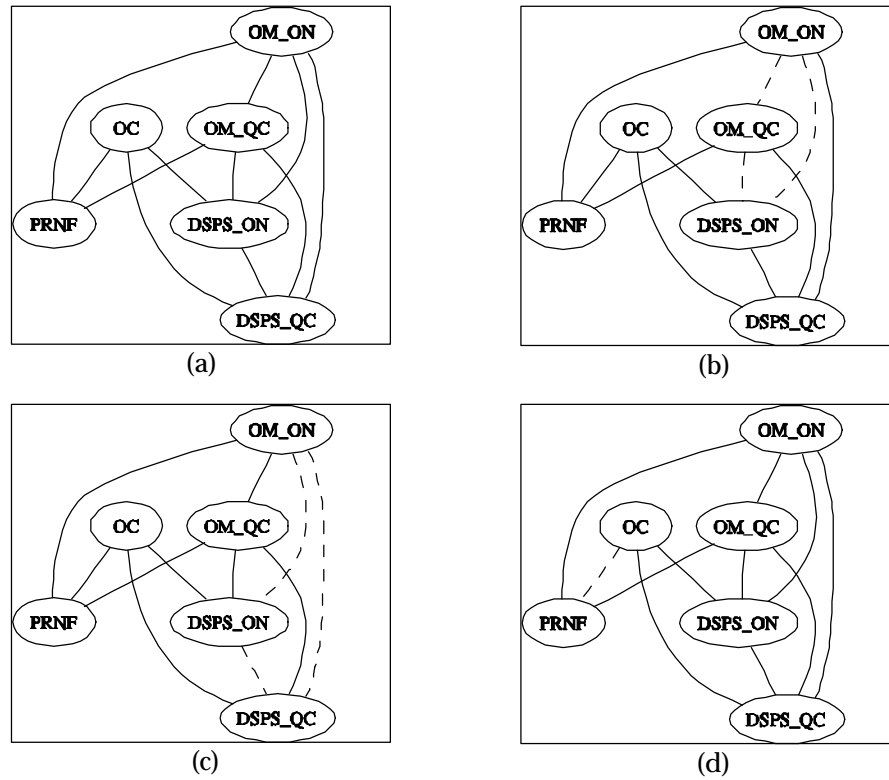 OM_ON
OC
OM_QC
PRNF
DSPS_ON
DSPS_QC
(a)
OM_ON
OC
OM_QC
PRNF
DSPS_ON
DSPS_QC
(b)
OM_ON
OC
OM_QC
PRNF
DSPS_ON
DSPS_QC
(c)
OM_ON
OC
OM_QC
PRNF
DSPS_ON
DSPS_QC
(d)